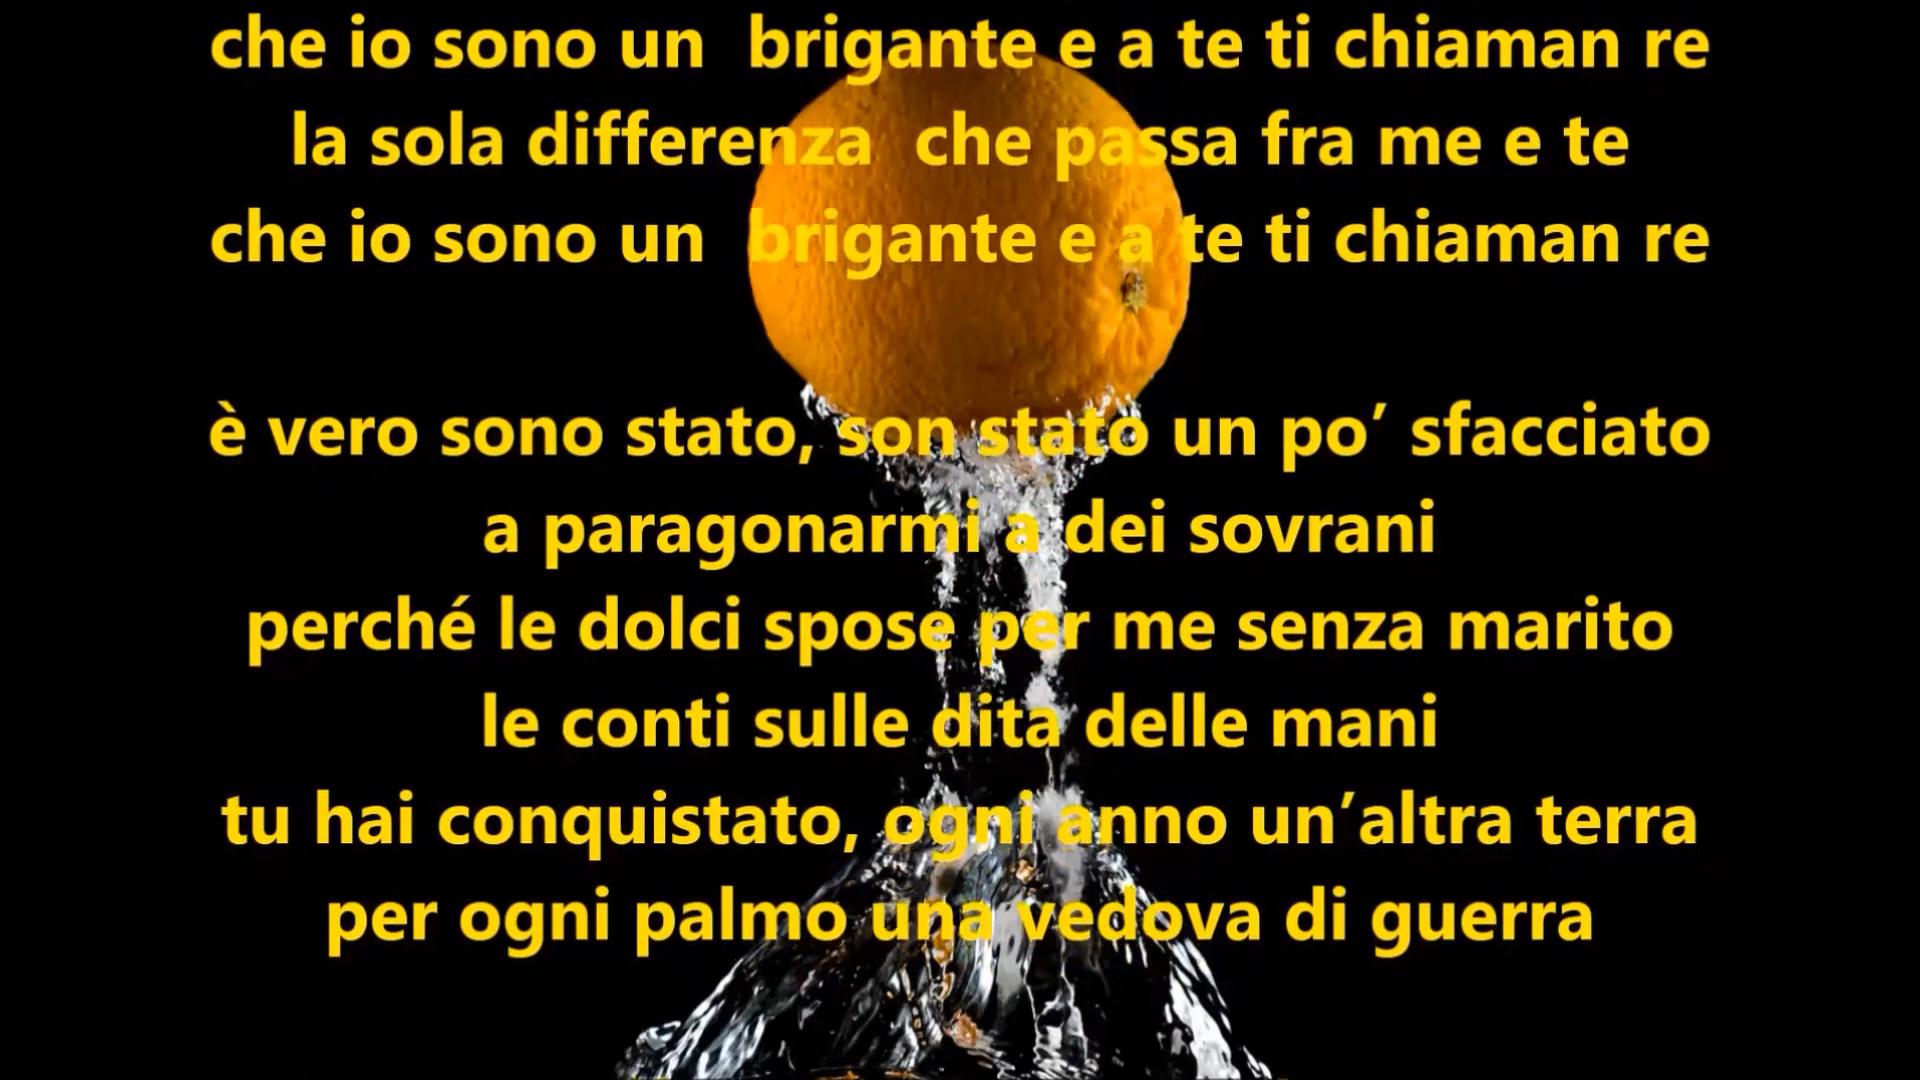 che io sono un  brigante e a te ti chiaman re
la sola differenza  che passa fra me e te
che io sono un  brigante e a te ti chiaman re
è vero sono stato, son stato un po’ sfacciato
a paragonarmi a dei sovrani
perché le dolci spose per me senza marito
le conti sulle dita delle mani
tu hai conquistato, ogni anno un’altra terra
per ogni palmo una vedova di guerra